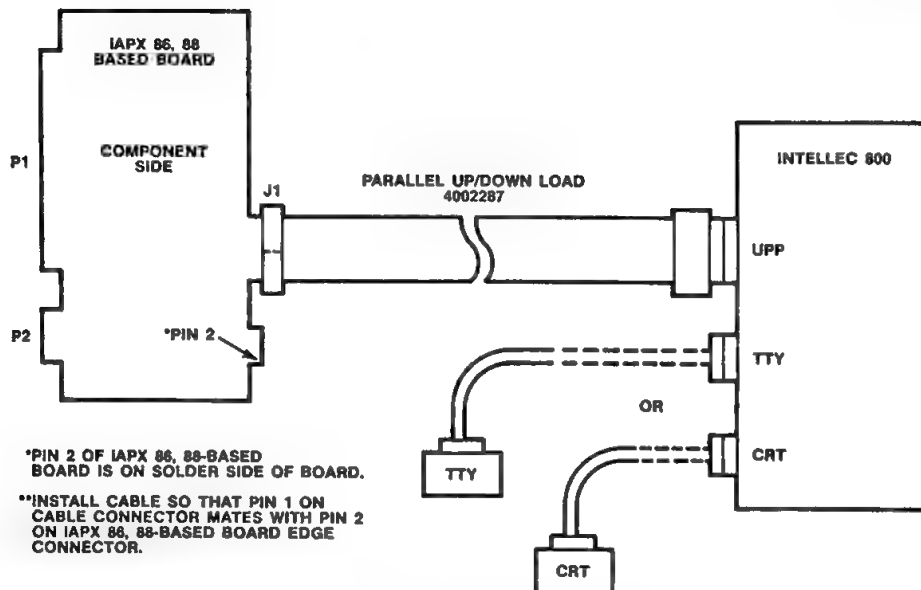 IAPX 86, 88
BASED BOARD
P1
COMPONENT
SIDE
J1
PARALLEL UP/DOWN LOAD
4002287
INTELLEC 800
UPP
P2
*PIN 2
TTY
OR
CRT
TTY
CRT
*PIN 2 OF IAPX 86, 88-BASED
BOARD IS ON SOLDER SIDE OF BOARD.
**INSTALL CABLE SO THAT PIN 1 ON
CABLE CONNECTOR MATES WITH PIN 2
ON IAPX 86, 88-BASED BOARD EDGE
CONNECTOR.